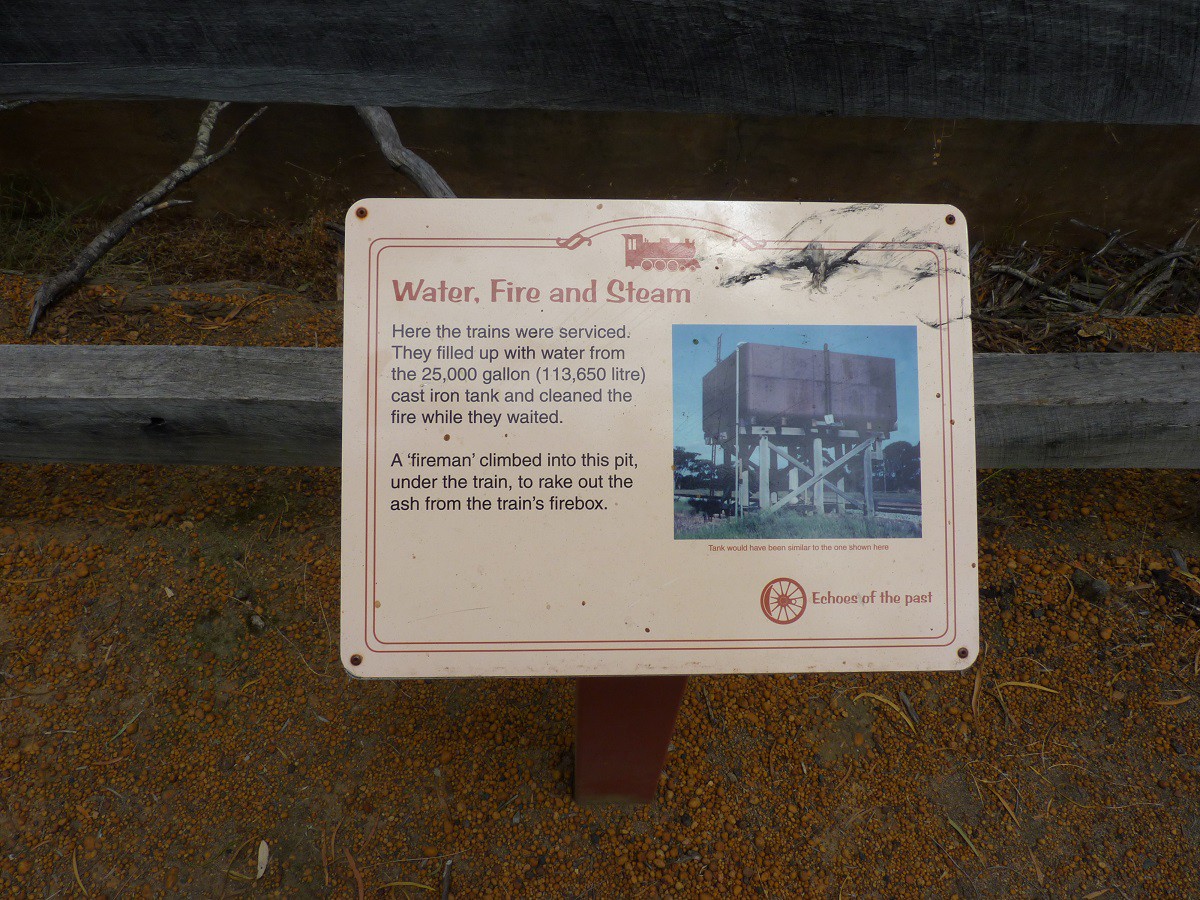 Water, Fire and Steam
Here the trains were serviced.
They filled up with water from
the 25,000 gallon (113,650 litre)
cast iron tank and cleaned the
fire while they waited.
A ‘fireman’ climbed into this pit,
under the train, to rake out the
ash from the train’s firebox.
Tank would have been similar to the one shown here
Echoes of the past